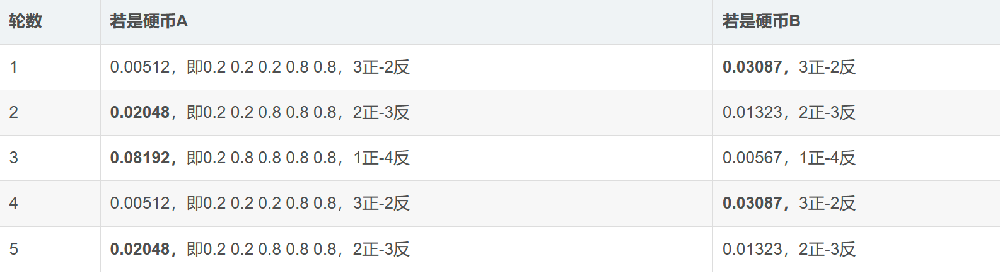 轮数 若是硬币A 若是硬币B
1 0.00512，即0.2 0.2 0.2 0.8 0.8，3正-2反 0.03087，3正-2反
2 0.02048，即0.2 0.2 0.8 0.8 0.8，2正-3反 0.01323，2正-3反
3 0.08192，即0.2 0.8 0.8 0.8 0.8，1正-4反 0.00567，1正-4反
4 0.00512，即0.2 0.2 0.2 0.8 0.8，3正-2反 0.03087，3正-2反
5 0.02048，即0.2 0.2 0.8 0.8 0.8，2正-3反 0.01323，2正-3反